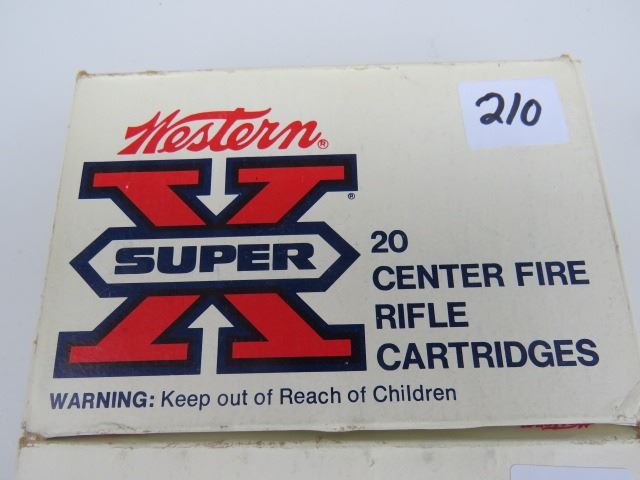 Western®
210
SUPER X®
20
CENTER FIRE
RIFLE
CARTRIDGES
WARNING: Keep out of Reach of Children